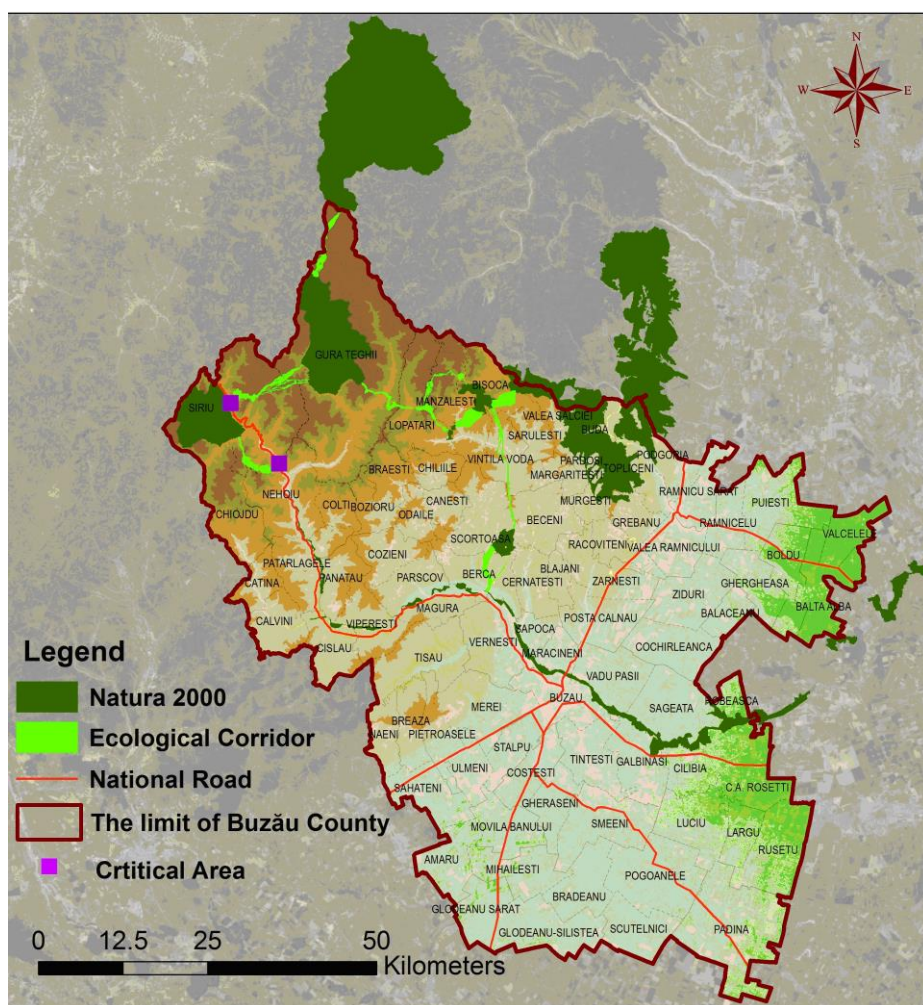 N
W E
S
GURA TEGHII
SIRIU
BISOCA
MANZALESTI
LOPATARI
VALEA SALCIEI
BUDA
SARULESTI
VINTILA VODA
PARDOSI
PODGORIA
TOPLICENI
MARGARITESTI
BRAESTI
CHILIILE
NEHOIU
RAMNICU SARAT
PUIESTI
CANESTI
MURGESTI
COLTI
BOZIORU
ODAILE
CHIOJDU
BECENI
GREBANU
RAMNICELU
VALCELELE
SCORTOASA
RACOVITENI
VALEA RAMNICULUI
BOLDU
COZIENI
PATARLAGELE
BLAJANI
PANATAU
PARSCOV
BERCA
CERNATESTI
ZARNESTI
GHERGHEASA
CATINA
ZIDURI
MAGURA
BALTA ALBA
CALVINI
VIPERESTI
SAPOCA
POSTA CALNAU
BALACEANU
CISLAU
VERNESTI
MARACINENI
COCHIRLEANCA
TISAU
VADU PASII
BUZAU
ROBEASCA
MEREI
SAGEATA
BREAZA
NAENI
PIETROASELE
STALPU
TINTESTI
GALBINASI
CILIBIA
ULMENI
COSTESTI
SAHATENI
C.A. ROSETTI
GHERASENI
MOVILA BANULUI
SMEENI
LUCIU
LARGU
RUSETU
AMARU
MIHAILESTI
POGOANELE
BRADEANU
GLODEANU SARAT
GLODEANU-SILISTEA
SCUTELNICI
PADINA
Legend
Natura 2000
Ecological Corridor
National Road
The limit of Buzău County
Crtitical Area
0 12.5 25 50
Kilometers